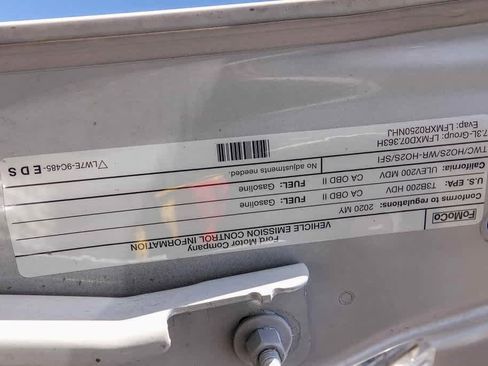 Ford Motor Company
VEHICLE EMISSION CONTROL INFORMATION
FoMoCo
Conforms to regulations: 2020 MY
U.S. EPA: T3B200 HDV CA OBD II FUEL: Gasoline
California: ULEV200 MDV CA OBD II FUEL: Gasoline
TWC/HO2S/WR-HO2S/SFI No adjustments needed.
7.3L-Group: LFMXD07.363H
Evap: LFMXR0250NHJ
LW7E-9C485-EDS